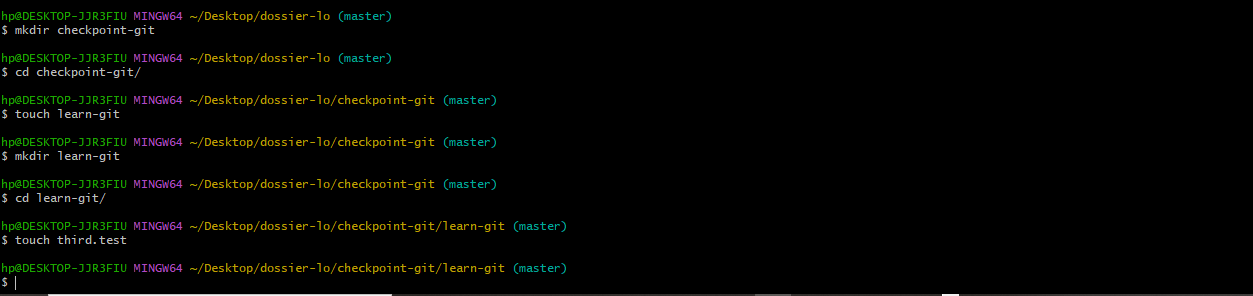 hp@DESKTOP-JJR3FIU MINGW64 ~/Desktop/dossier-lo (master)
$ mkdir checkpoint-git
hp@DESKTOP-JJR3FIU MINGW64 ~/Desktop/dossier-lo (master)
$ cd checkpoint-git/
hp@DESKTOP-JJR3FIU MINGW64 ~/Desktop/dossier-lo/checkpoint-git (master)
$ touch learn-git
hp@DESKTOP-JJR3FIU MINGW64 ~/Desktop/dossier-lo/checkpoint-git (master)
$ mkdir learn-git
hp@DESKTOP-JJR3FIU MINGW64 ~/Desktop/dossier-lo/checkpoint-git (master)
$ cd learn-git/
hp@DESKTOP-JJR3FIU MINGW64 ~/Desktop/dossier-lo/checkpoint-git/learn-git (master)
$ touch third.test
hp@DESKTOP-JJR3FIU MINGW64 ~/Desktop/dossier-lo/checkpoint-git/learn-git (master)
$